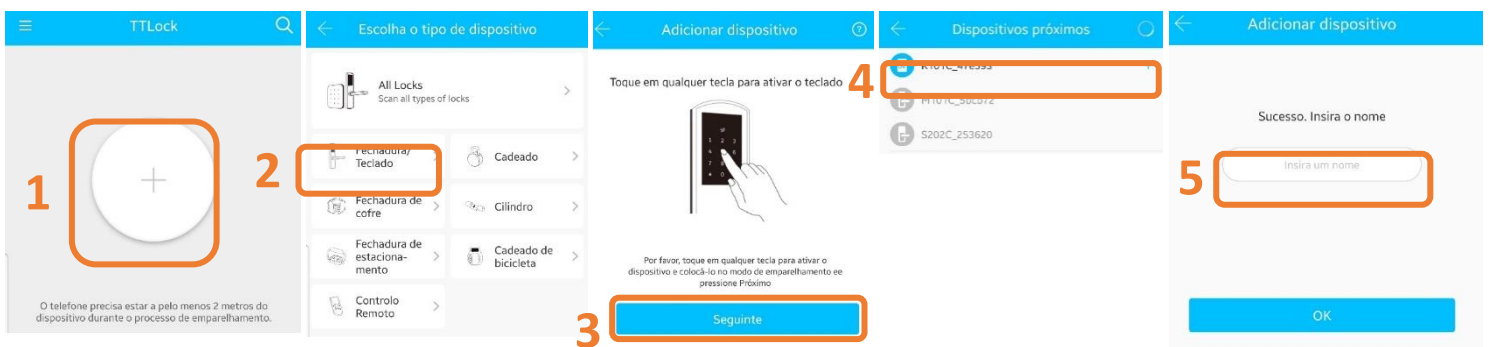 TTLock
1
O telefone precisa estar a pelo menos 2 metros do
dispositivo durante o processo de emparelhamento.
Escolha o tipo de dispositivo
All Locks
Scan all types of locks
2
Fechadura/
Teclado
Cadeado
Fechadura de
cofre
Cilindro
Fechadura de
estaciona-
mento
Cadeado de
bicicleta
Controlo
Remoto
Adicionar dispositivo
Toque em qualquer tecla para ativar o teclado
Por favor, toque em qualquer tecla para ativar o
dispositivo e colocá-lo no modo de emparelhamento ee
pressione Próximo
3
Seguinte
Dispositivos próximos
4
S202C_253620
Adicionar dispositivo
Sucesso. Insira o nome
5
Insira um nome
OK